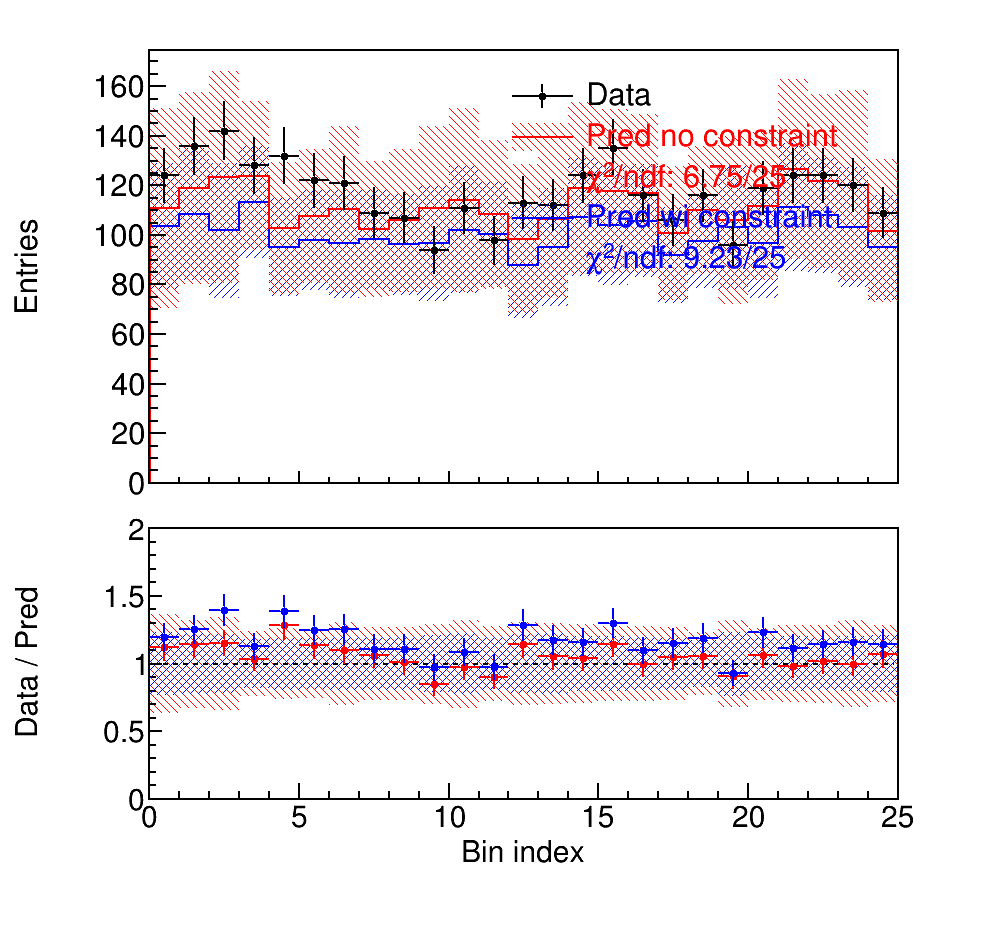 160
140
120
100
80
60
40
20
0
Entries
Data
Pred no constraint
χ²/ndf: 6.75/25
Pred wi constraint
χ²/ndf: 9.23/25
2
1.5
1
0.5
0
Data / Pred
0 5 10 15 20 25
Bin index